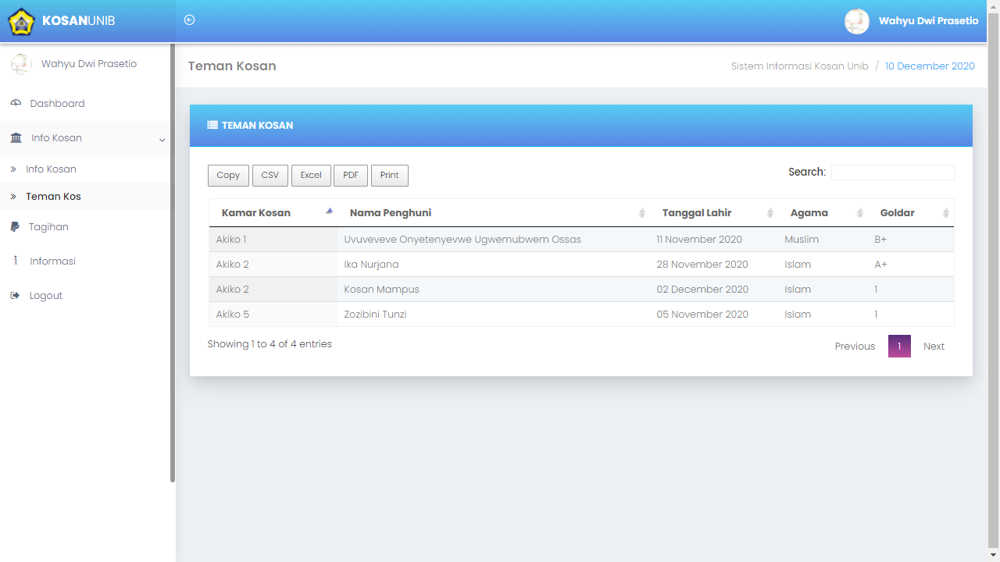 KOSANUNIB
Wahyu Dwi Prasetio
Wahyu Dwi Prasetio
Dashboard
Info Kosan
Info Kosan
Teman Kos
Tagihan
Informasi
Logout
Teman Kosan
Sistem Informasi Kosan Unib / 10 December 2020
TEMAN KOSAN
Copy CSV Excel PDF Print
Search:
Kamar Kosan Nama Penghuni Tanggal Lahir Agama Goldar
Akiko 1 Uvuveveve Onyetenyevwe Ugwemubwem Ossas 11 November 2020 Muslim B+
Akiko 2 Ika Nurjana 28 November 2020 Islam A+
Akiko 2 Kosan Mampus 02 December 2020 Islam 1
Akiko 5 Zozibini Tunzi 05 November 2020 Islam 1
Showing 1 to 4 of 4 entries
Previous 1 Next